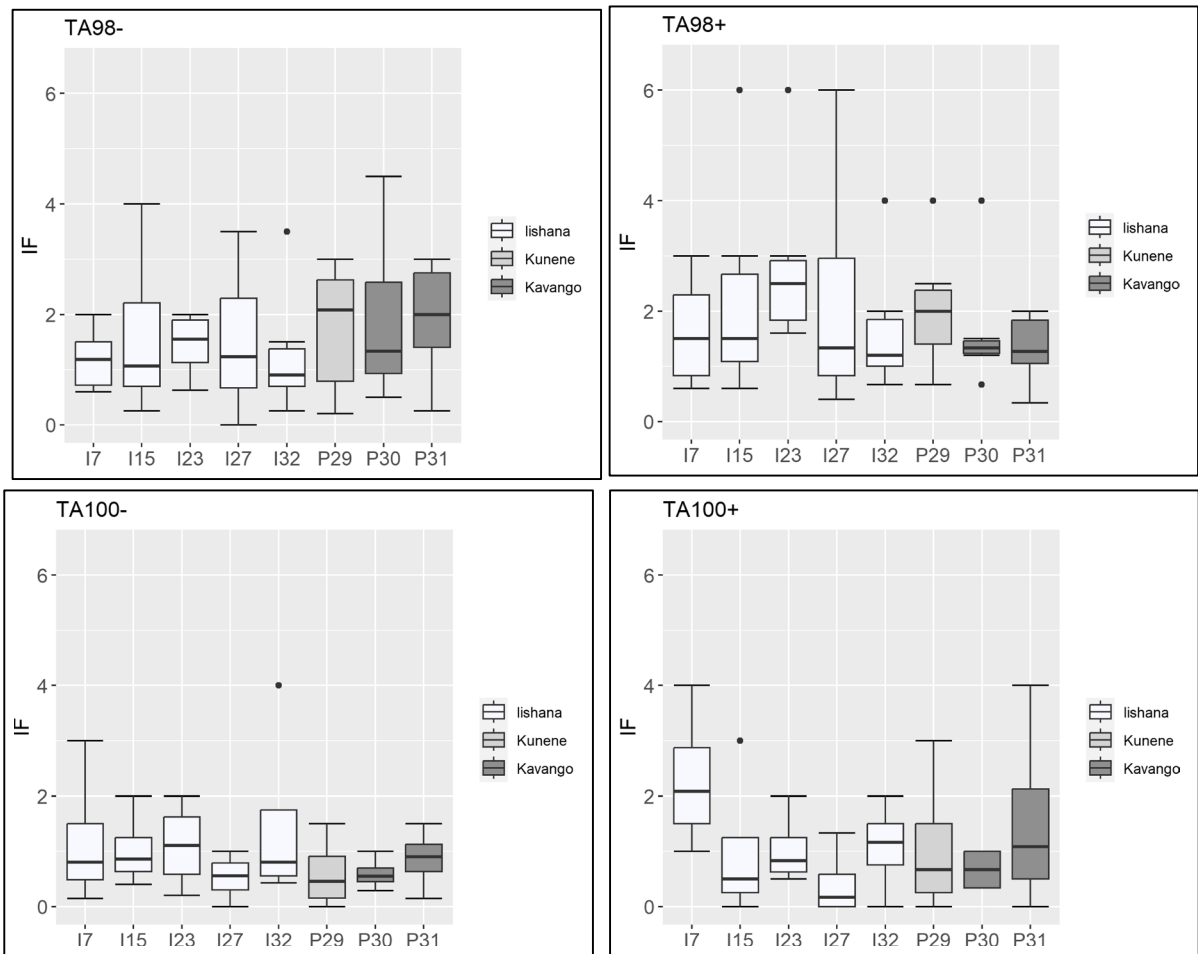 TA98-
IF
6
4
2
0
I7 I15 I23 I27 I32 P29 P30 P31
Iishana
Kunene
Kavango
TA98+
IF
6
4
2
0
I7 I15 I23 I27 I32 P29 P30 P31
Iishana
Kunene
Kavango
TA100-
IF
6
4
2
0
I7 I15 I23 I27 I32 P29 P30 P31
Iishana
Kunene
Kavango
TA100+
IF
6
4
2
0
I7 I15 I23 I27 I32 P29 P30 P31
Iishana
Kunene
Kavango